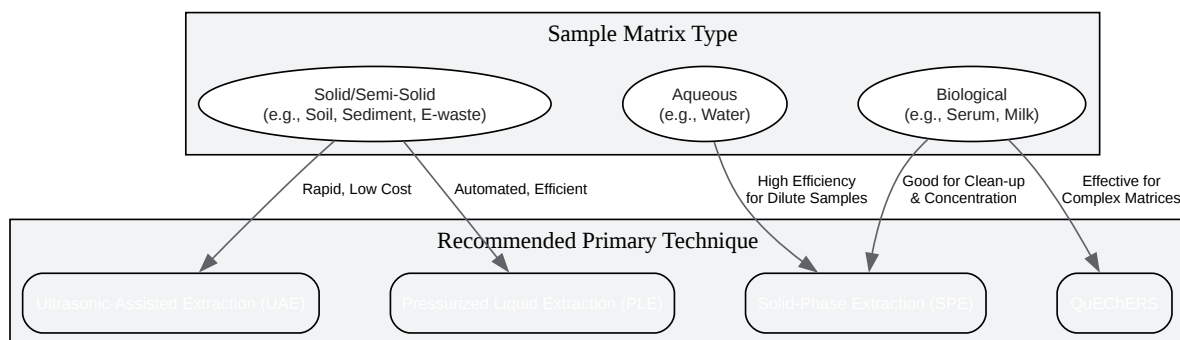 Sample Matrix Type
Solid/Semi-Solid
(e.g., Soil, Sediment, E-waste)
Aqueous
(e.g., Water)
Biological
(e.g., Serum, Milk)
Rapid, Low Cost
Automated, Efficient
High Efficiency
for Dilute Samples
Good for Clean-up
& Concentration
Effective for
Complex Matrices
Recommended Primary Technique
Ultrasonic-Assisted Extraction (UAE)
Pressurized Liquid Extraction (PLE)
Solid-Phase Extraction (SPE)
QuEChERS